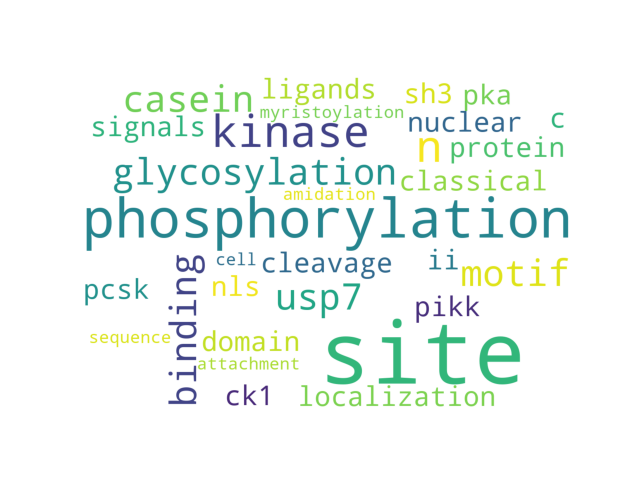 casein
ligands
sh3
pka
myristoylation
signals
kinase
nuclear
c
n
protein
glycosylation
classical
amidation
phosphorylation
binding
cell
cleavage
ii
motif
pcsk
nls
usp7
pikk
sequence
domain
site
attachment
ck1
localization